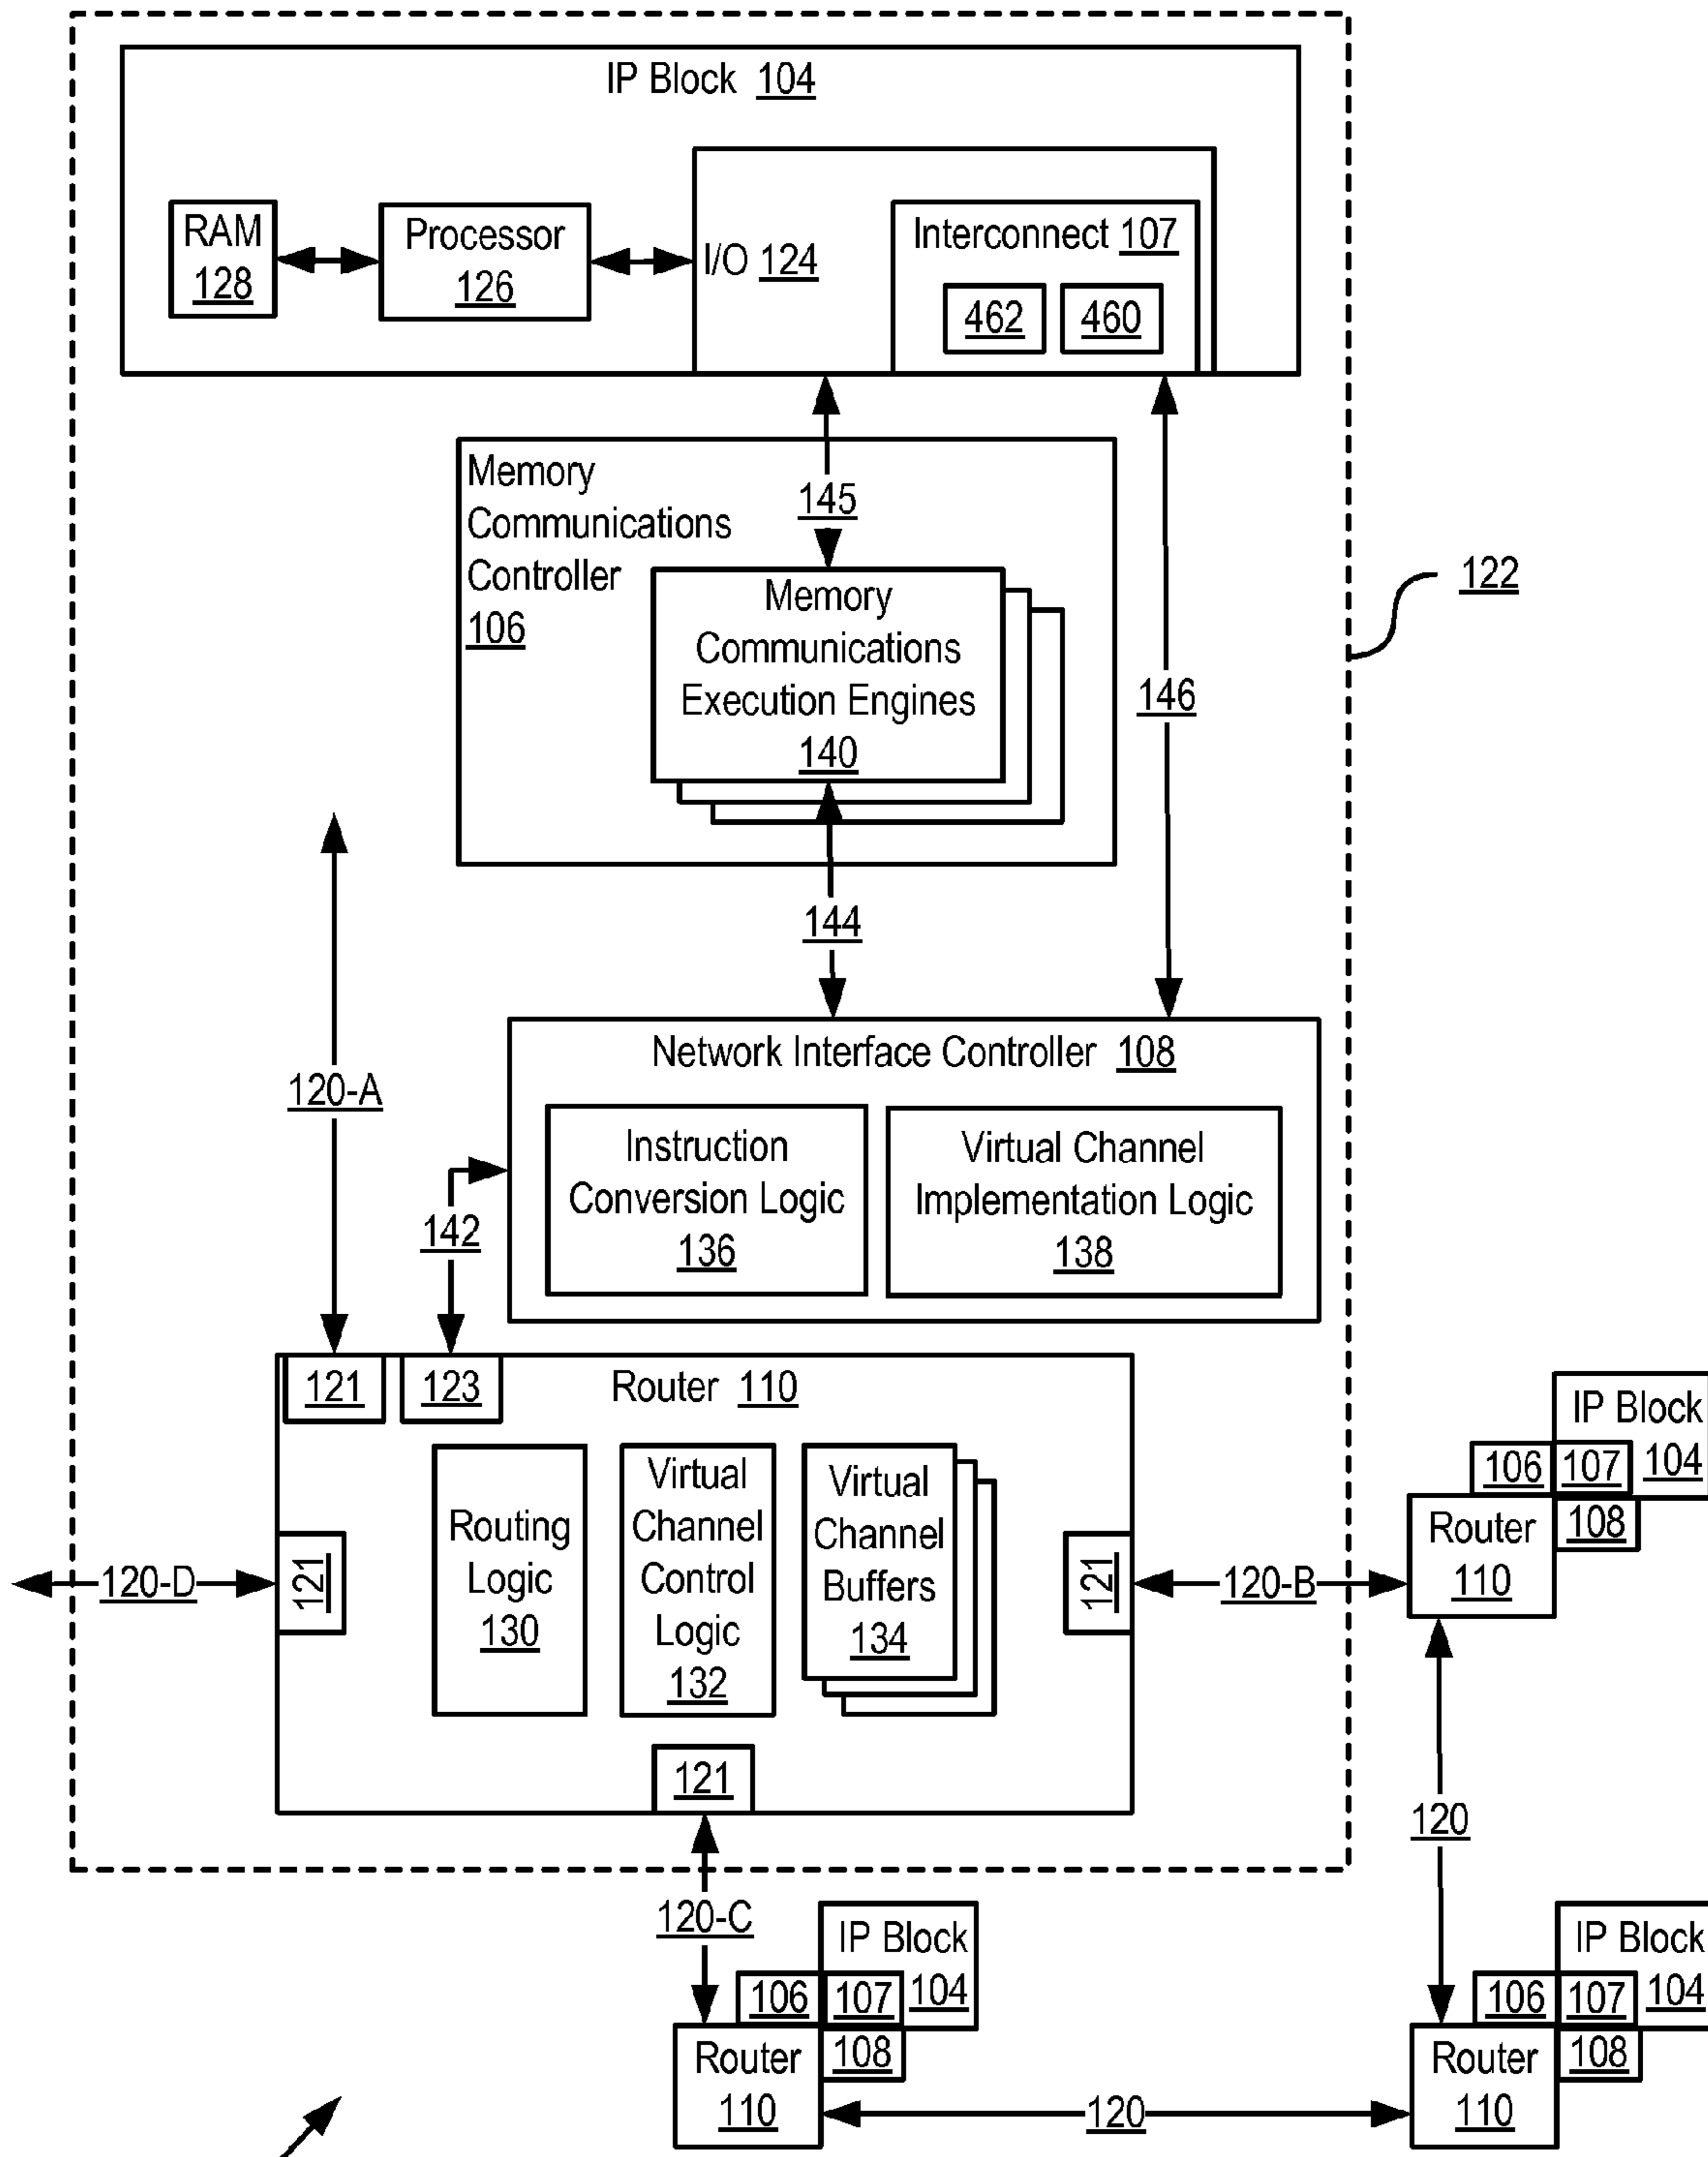 IP Block 104
RAM
128
Processor
126
I/O 124
Interconnect 107
462
460
Memory
Communications
Controller
106
145
Memory
Communications
Execution Engines
140
122
146
144
120-A
Network Interface Controller 108
Instruction
Conversion Logic
136
Virtual Channel
Implementation Logic
138
142
121
123
Router 110
Routing
Logic
130
Virtual
Channel
Control
Logic
132
Virtual
Channel
Buffers
134
121
121
121
120-D
120-B
IP Block
104
106
107
108
Router
110
120
120-C
IP Block
104
106
107
108
Router
110
120
IP Block
104
106
107
108
Router
110